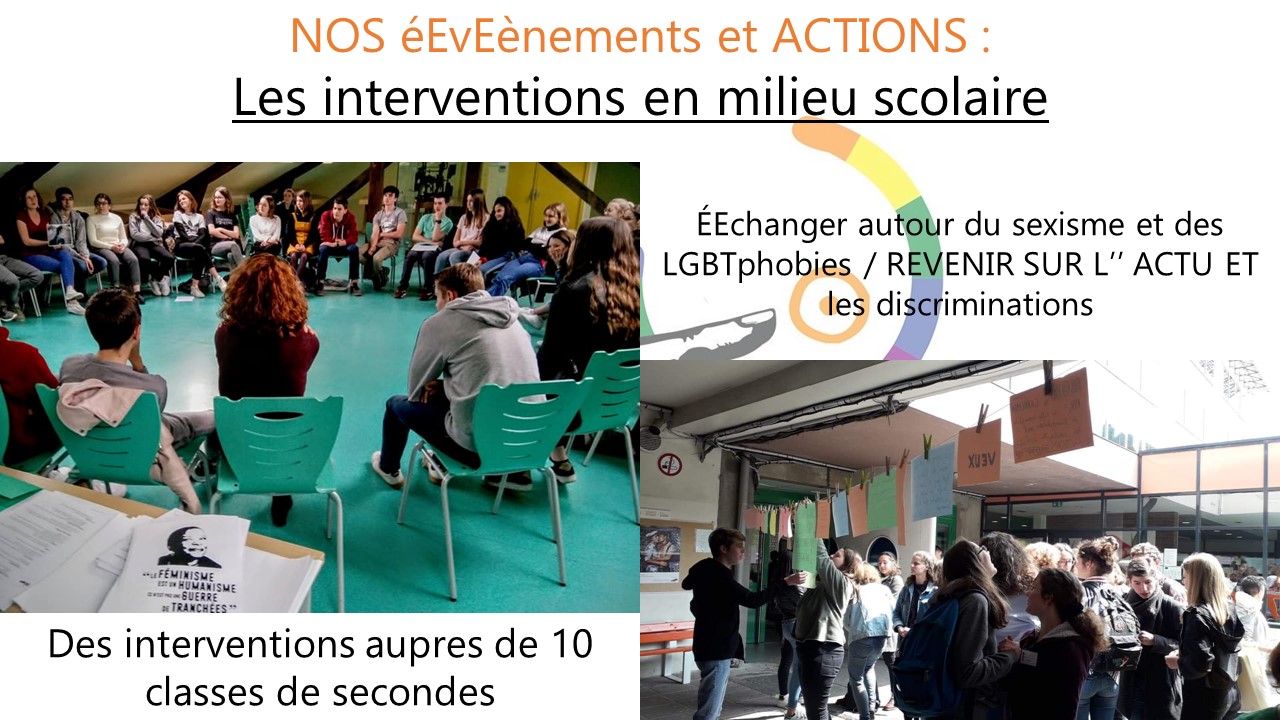 NOS éEvEènements et ACTIONS :
Les interventions en milieu scolaire
ÉEchanger autour du sexisme et des
LGBTphobies / REVENIR SUR L’’ ACTU ET
les discriminations
“LE FÉMINISME
EST UN HUMANISME
CE N'EST PAS UNE GUERRE
DE TRANCHÉES”
VEUX
Des interventions aupres de 10
classes de secondes